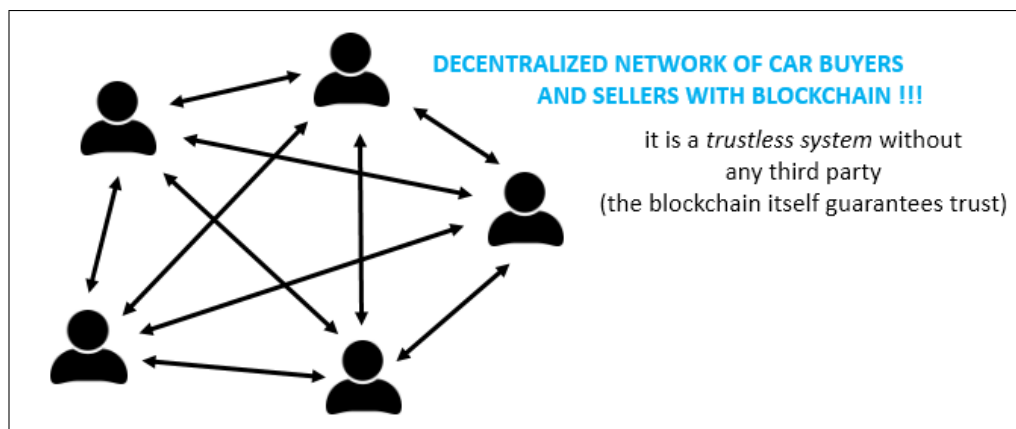 DECENTRALIZED NETWORK OF CAR BUYERS
AND SELLERS WITH BLOCKCHAIN !!!
it is a trustless system without
any third party
(the blockchain itself guarantees trust)